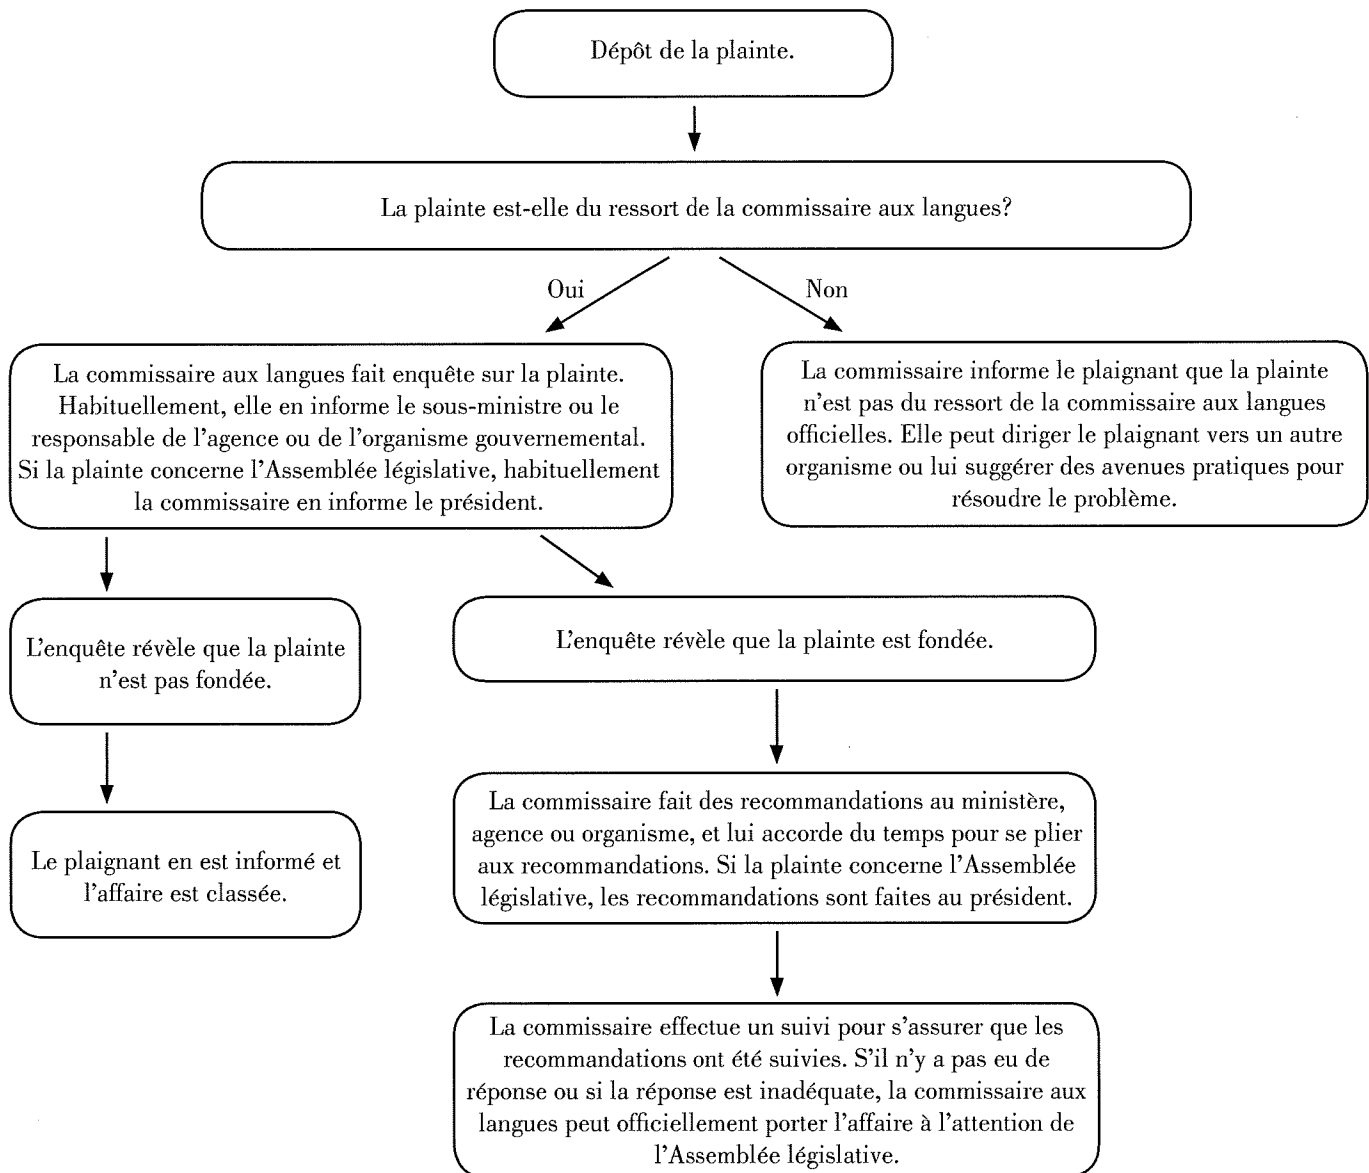 Dépôt de la plainte.
La plainte est-elle du ressort de la commissaire aux langues?
Oui
Non
La commissaire aux langues fait enquête sur la plainte.
Habituellement, elle en informe le sous-ministre ou le
responsable de l'agence ou de l'organisme gouvernemental.
Si la plainte concerne l'Assemblée législative, habituellement
la commissaire en informe le président.
La commissaire informe le plaignant que la plainte
n'est pas du ressort de la commissaire aux langues
officielles. Elle peut diriger le plaignant vers un autre
organisme ou lui suggérer des avenues pratiques pour
résoudre le problème.
L'enquête révèle que la plainte
n'est pas fondée.
L'enquête révèle que la plainte est fondée.
Le plaignant en est informé et
l'affaire est classée.
La commissaire fait des recommandations au ministère,
agence ou organisme, et lui accorde du temps pour se plier
aux recommandations. Si la plainte concerne l'Assemblée
législative, les recommandations sont faites au président.
La commissaire effectue un suivi pour s'assurer que les
recommandations ont été suivies. S'il n'y a pas eu de
réponse ou si la réponse est inadéquate, la commissaire aux
langues peut officiellement porter l'affaire à l'attention de
l'Assemblée législative.